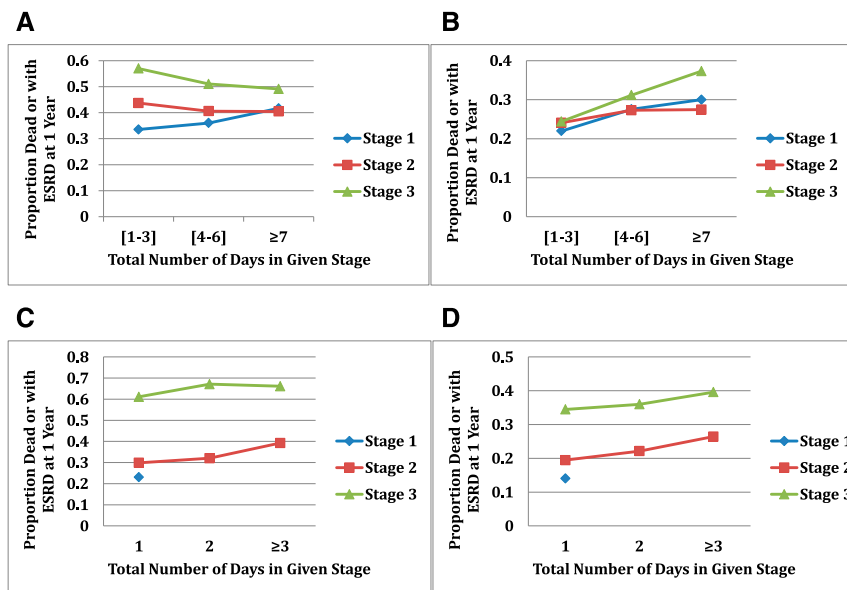 A
Proportion Dead or with
ESRD at 1 Year
0.6
0.5
0.4
0.3
0.2
0.1
0
[1-3] [4-6] ≥7
Total Number of Days in Given Stage
Stage 1
Stage 2
Stage 3
B
Proportion Dead or with
ESRD at 1 Year
0.4
0.3
0.2
0.1
0
[1-3] [4-6] ≥7
Total Number of Days in Given Stage
Stage 1
Stage 2
Stage 3
C
Proportion Dead or with
ESRD at 1 Year
0.8
0.7
0.6
0.5
0.4
0.3
0.2
0.1
0
1 2 ≥3
Total Number of Days in Given Stage
Stage 1
Stage 2
Stage 3
D
Proportion Dead or with
ESRD at 1 Year
0.5
0.4
0.3
0.2
0.1
0
1 2 ≥3
Total Number of Days in Given Stage
Stage 1
Stage 2
Stage 3